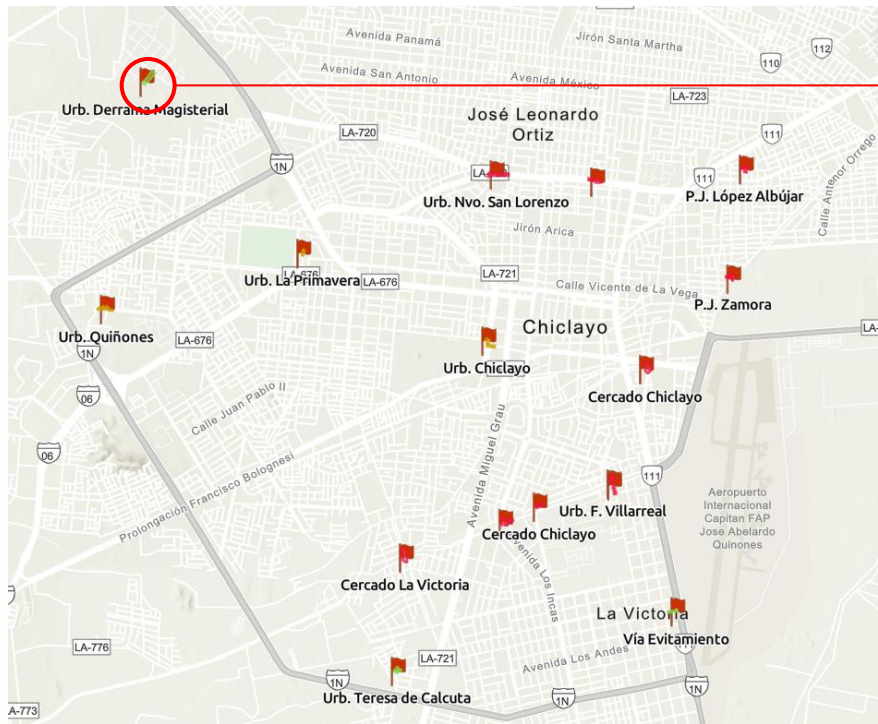 Avenida Panamá
Jirón Santa Martha
112
110
Avenida San Antonio
Avenida México
Urb. Derrama Magisterial
LA-723
José Leonardo
Ortiz
LA-720
111
1N
111
Urb. Nvo. San Lorenzo
P.J. López Albújar
Calle Antenor Orrego
Jirón Arica
Urb. La Primavera
LA-676
LA-721
Calle Vicente de La Vega
P.J. Zamora
Urb. Quiñones
LA-676
Chiclayo
LA-
1N
Urb. Chiclayo
Cercado Chiclayo
06
Calle Juan Pablo II
06
Avenida Miguel Grau
Prolongación Francisco Bolognesi
111
Urb. F. Villarreal
Aeropuerto
Internacional
Capitan FAP
Jose Abelardo
Quinones
Cercado Chiclayo
Avenida Los Incas
Cercado La Victoria
La Victoria
Vía Evitamiento
LA-776
LA-721
Avenida Los Andes
1N
Urb. Teresa de Calcuta
1N
1N
A-773